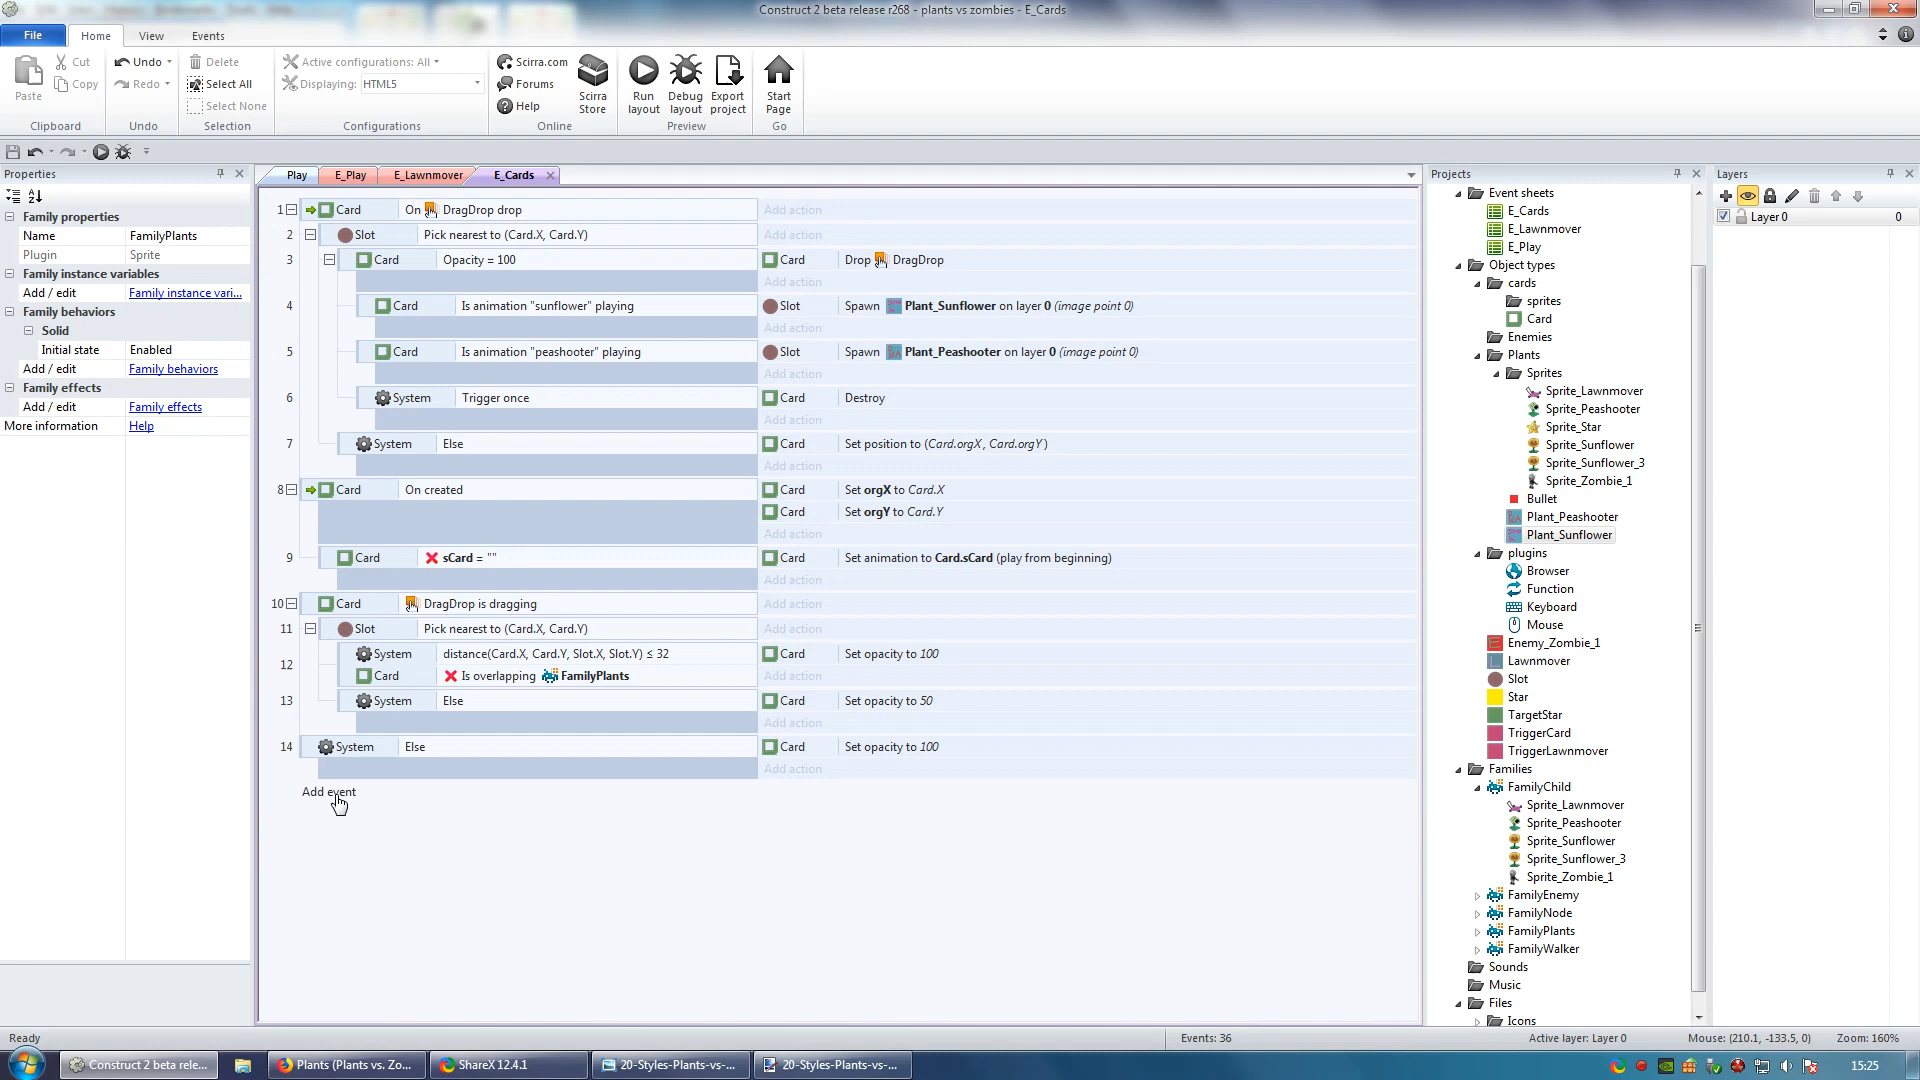 Construct 2 beta release r268 - plants vs zombies - E_Cards
File
Home
View
Events
Paste
Cut
Copy
Clipboard
Undo
Redo
Undo
Delete
Select All
Select None
Selection
Active configurations: All
Displaying: HTML5
Configurations
Scirra.com
Forums
Help
Scirra Store
Online
Run layout
Debug layout
Export project
Preview
Start Page
Go
Properties
Family properties
Name FamilyPlants
Plugin Sprite
Family instance variables
Add / edit Family instance vari...
Family behaviors
Solid
Initial state Enabled
Add / edit Family behaviors
Family effects
Add / edit Family effects
More information Help
Play
E_Play
E_Lawnmover
E_Cards
1 Card On DragDrop drop Add action
2 Slot Pick nearest to (Card.X, Card.Y) Add action
3 Card Opacity = 100 Card Drop DragDrop
Add action
4 Card Is animation "sunflower" playing Slot Spawn Plant_Sunflower on layer 0 (image point 0)
Add action
5 Card Is animation "peashooter" playing Slot Spawn Plant_Peashooter on layer 0 (image point 0)
Add action
6 System Trigger once Card Destroy
Add action
7 System Else Card Set position to (Card.orgX, Card.orgY)
Add action
8 Card On created Card Set orgX to Card.X
Card Set orgY to Card.Y
Add action
9 Card sCard = "" Card Set animation to Card.sCard (play from beginning)
Add action
10 Card DragDrop is dragging Add action
11 Slot Pick nearest to (Card.X, Card.Y) Add action
12 System distance(Card.X, Card.Y, Slot.X, Slot.Y) ≤ 32 Card Set opacity to 100
Card Is overlapping FamilyPlants
13 System Else Card Set opacity to 50
Add action
14 System Else Card Set opacity to 100
Add action
Add event
Projects
Event sheets
E_Cards
E_Lawnmover
E_Play
Object types
cards
sprites
Card
Enemies
Plants
Sprites
Sprite_Lawnmover
Sprite_Peashooter
Sprite_Star
Sprite_Sunflower
Sprite_Sunflower_3
Sprite_Zombie_1
Bullet
Plant_Peashooter
Plant_Sunflower
plugins
Browser
Function
Keyboard
Mouse
Enemy_Zombie_1
Lawnmover
Slot
Star
TargetStar
TriggerCard
TriggerLawnmover
Families
FamilyChild
Sprite_Lawnmover
Sprite_Peashooter
Sprite_Sunflower
Sprite_Sunflower_3
Sprite_Zombie_1
FamilyEnemy
FamilyNode
FamilyPlants
FamilyWalker
Sounds
Music
Files
Icons
Layers
Layer 0 0
Ready
Events: 36
Active layer: Layer 0
Mouse: (210.1, -133.5, 0)
Zoom: 160%
Construct 2 beta rele...
Plants (Plants vs. Zo...
ShareX 12.4.1
20-Styles-Plants-vs-...
20-Styles-Plants-vs-...
15:25